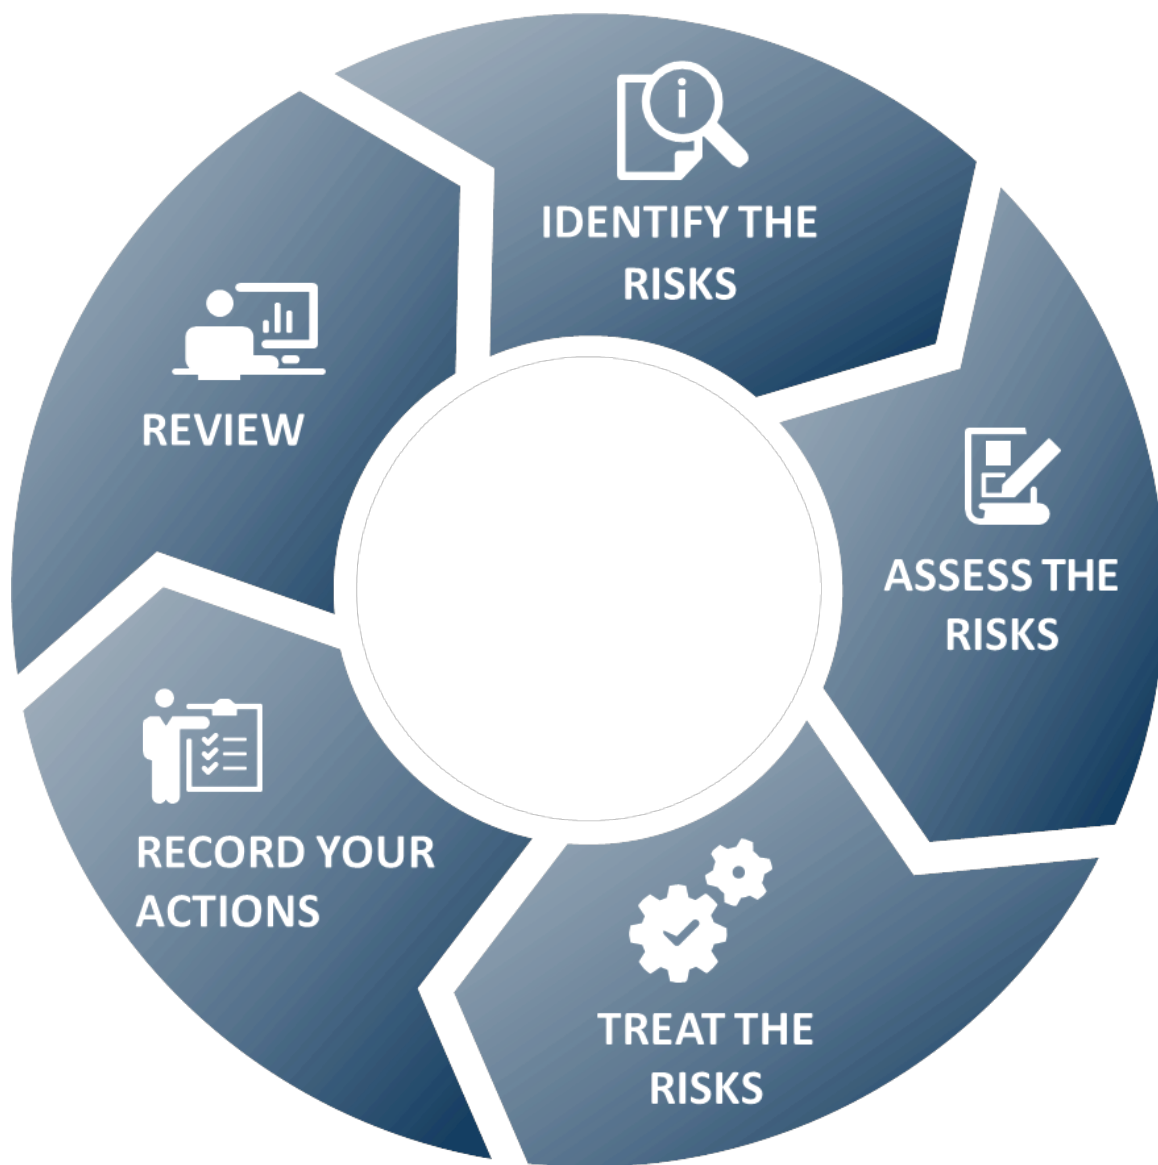 i
IDENTIFY THE
RISKS
ASSESS THE
RISKS
TREAT THE
RISKS
RECORD YOUR
ACTIONS
REVIEW